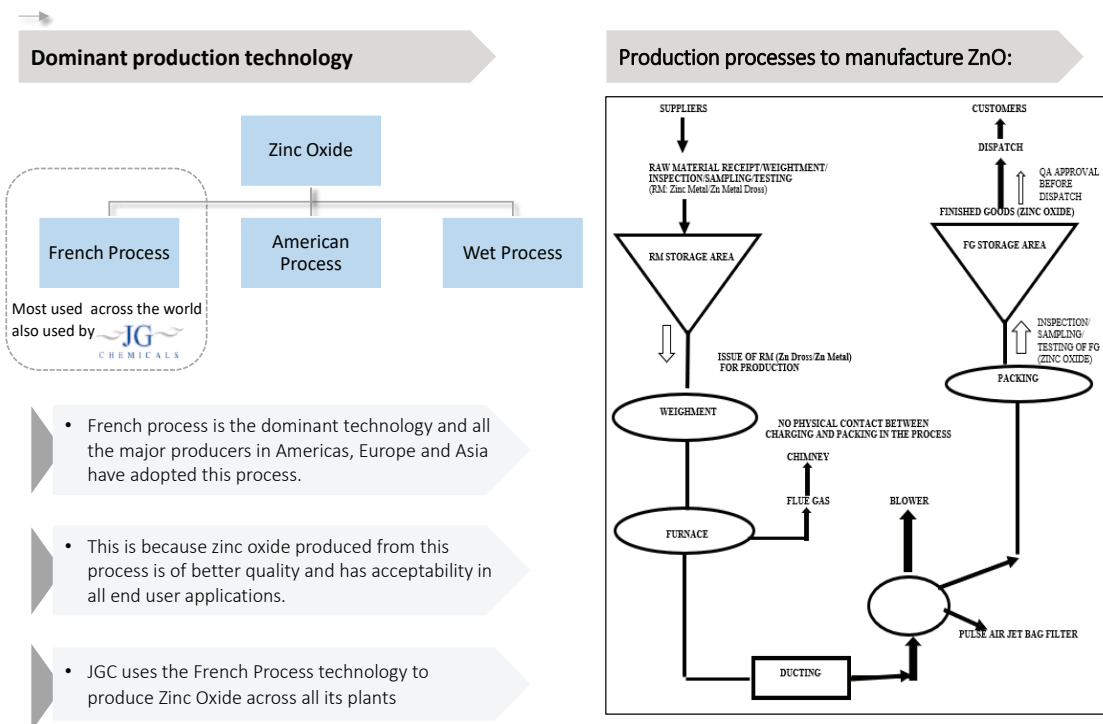 Dominant production technology
Zinc Oxide
French Process
American
Process
Wet Process
Most used across the world
also used by
JG
CHEMICALS
• French process is the dominant technology and all
the major producers in Americas, Europe and Asia
have adopted this process.
• This is because zinc oxide produced from this
process is of better quality and has acceptability in
all end user applications.
• JGC uses the French Process technology to
produce Zinc Oxide across all its plants
Production processes to manufacture ZnO:
SUPPLIERS
RAW MATERIAL RECEIPT/WEIGHTMENT/
INSPECTION/SAMPLING/TESTING
(RM: Zinc Metal/Zn Metal Dross)
RM STORAGE AREA
ISSUE OF RM (Zn Dross/Zn Metal)
FOR PRODUCTION
WEIGHMENT
NO PHYSICAL CONTACT BETWEEN
CHARGING AND PACKING IN THE PROCESS
CHIMNEY
FLUE GAS
FURNACE
DUCTING
BLOWER
PULSE AIR JET BAG FILTER
PACKING
INSPECTION/
SAMPLING/
TESTING OF FG
(ZINC OXIDE)
FG STORAGE AREA
FINISHED GOODS (ZINC OXIDE)
QA APPROVAL
BEFORE
DISPATCH
DISPATCH
CUSTOMERS